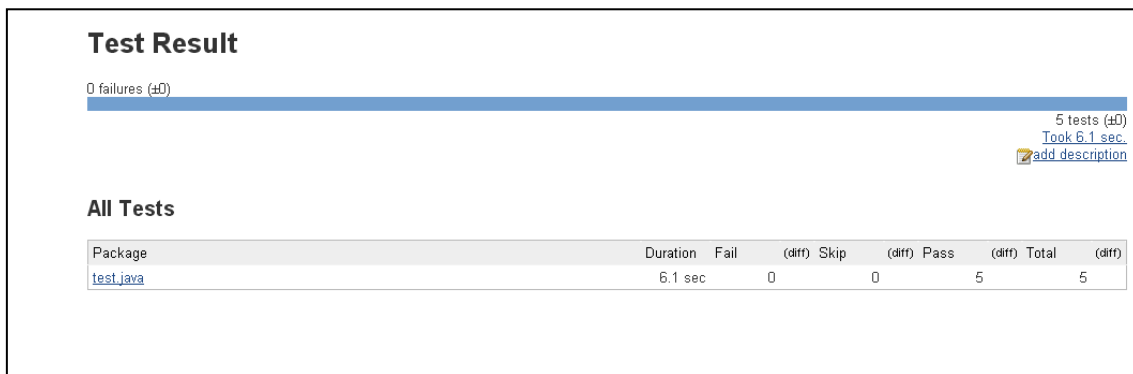 Test Result
0 failures (±0)
5 tests (±0)
Took 6.1 sec.
add description
All Tests
Package Duration Fail (diff) Skip (diff) Pass (diff) Total (diff)
test.java 6.1 sec 0 0 5 5